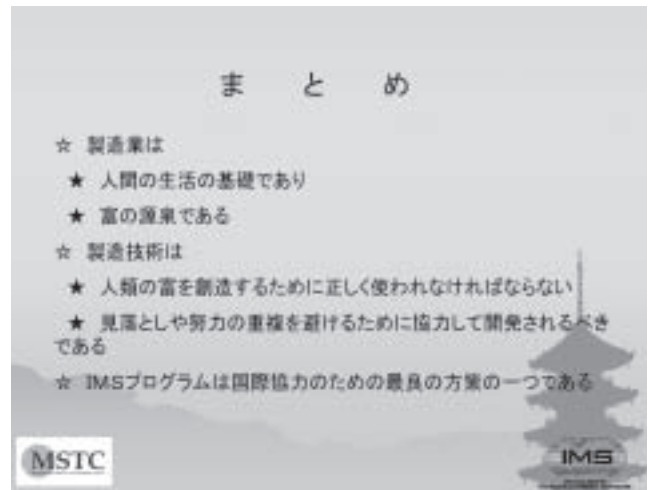 まとめ
☆ 製造業は
★ 人間の生活の基礎であり
★ 富の源泉である
☆ 製造技術は
★ 人類の富を創造するために正しく使われなければならない
★ 見落としや努力の重複を避けるために協力して開発されるべき
である
☆ IMSプログラムは国際協力のための最良の方策の一つである
MSTC
IMS